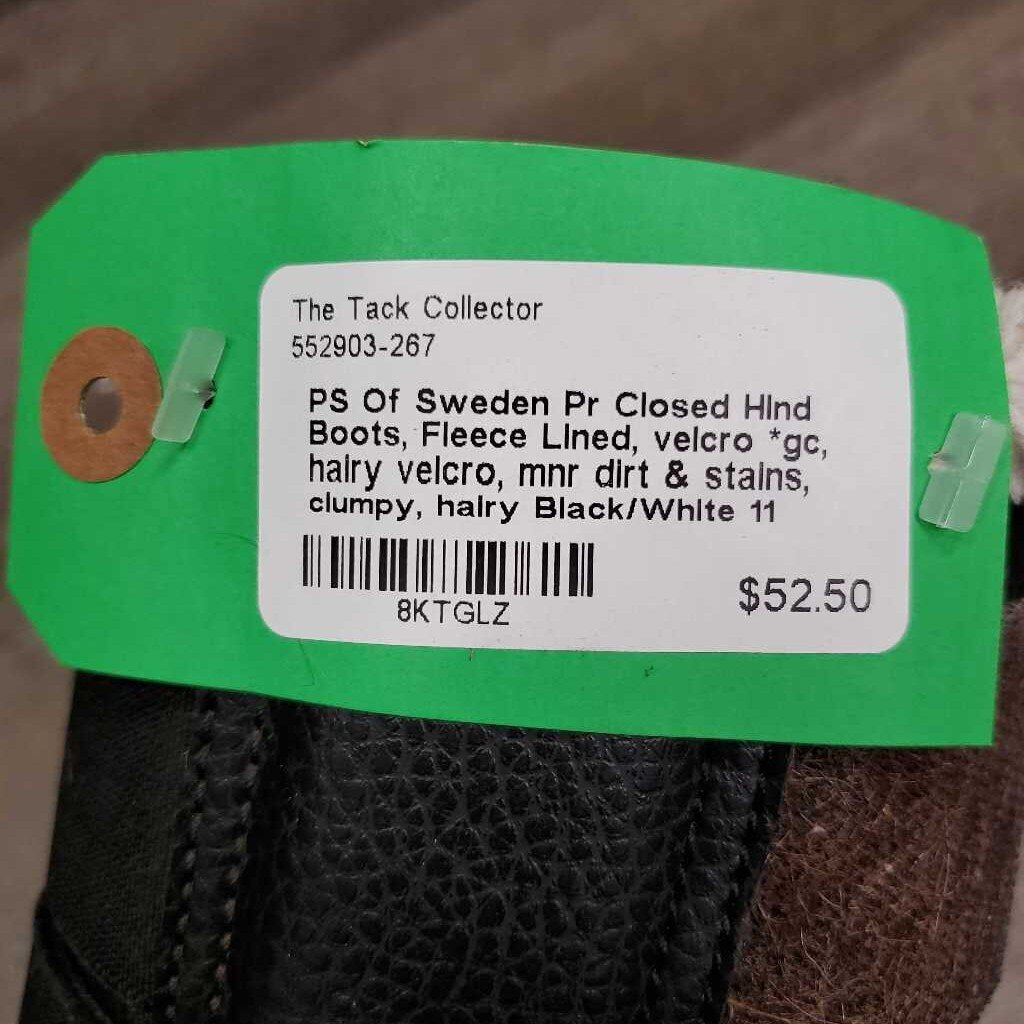 The Tack Collector
552903-267
PS Of Sweden Pr Closed Hind
Boots, Fleece Lined, velcro *gc,
hairy velcro, mnr dirt & stains,
clumpy, hairy Black/White 11
8KTGLZ
$52.50